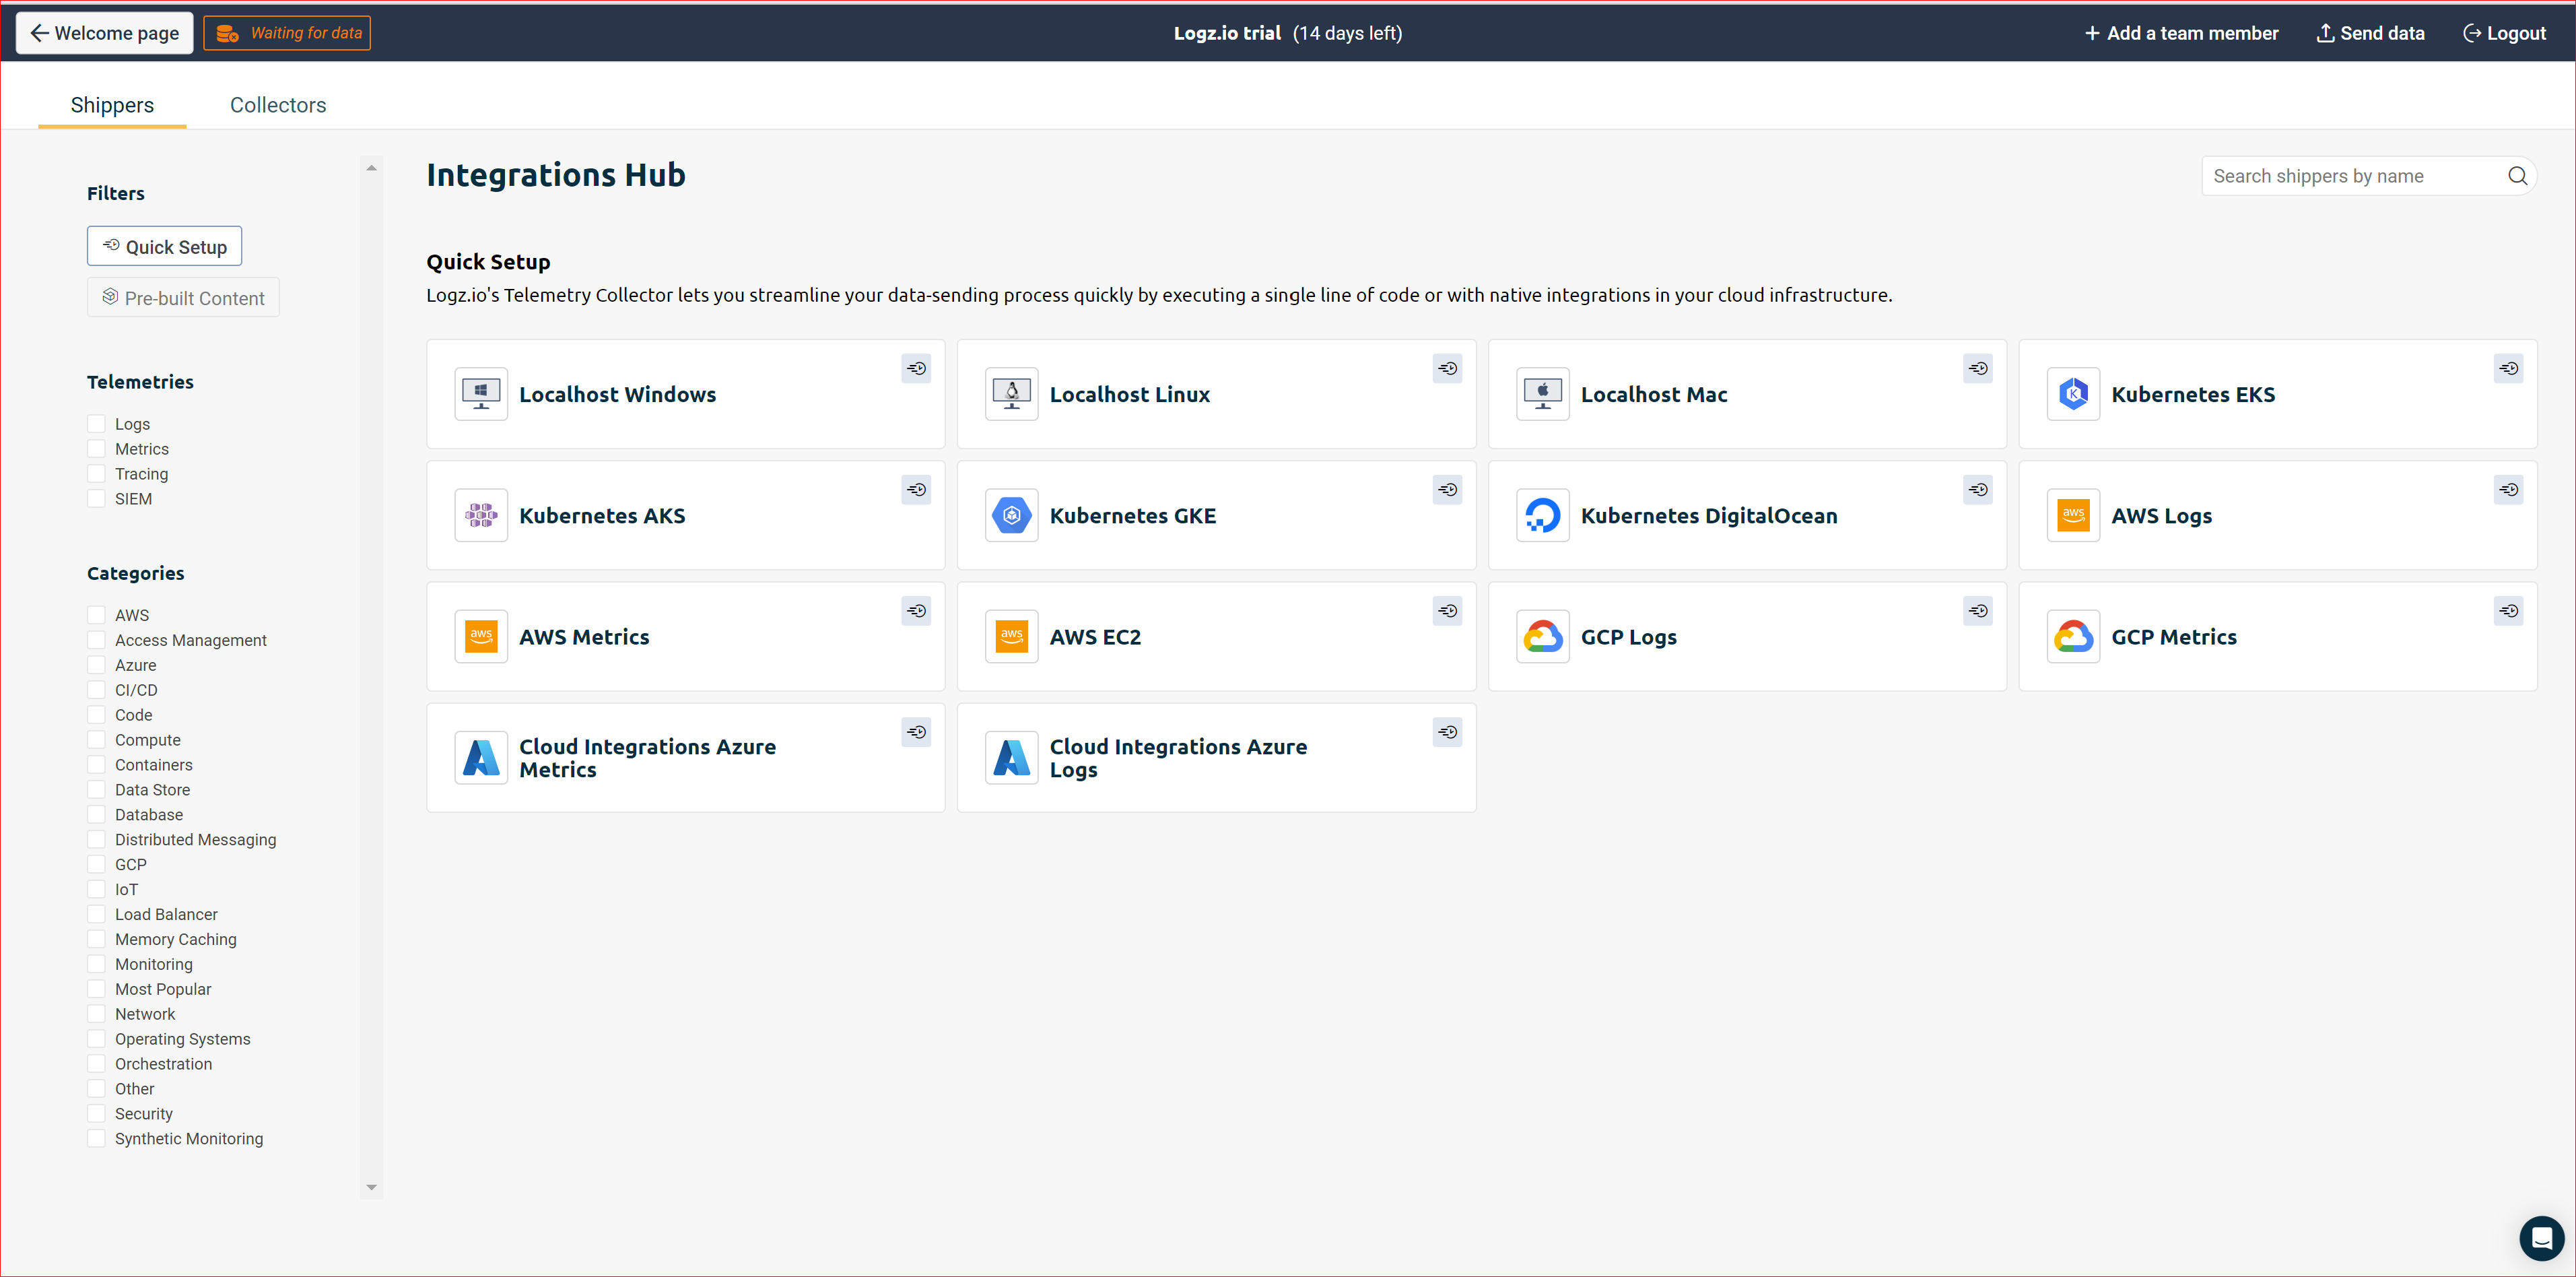 Welcome page
Waiting for data
Logz.io trial (14 days left)
Add a team member
Send data
Logout
Shippers
Collectors
Filters
Quick Setup
Pre-built Content
Telemetries
Logs
Metrics
Tracing
SIEM
Categories
AWS
Access Management
Azure
CI/CD
Code
Compute
Containers
Data Store
Database
Distributed Messaging
GCP
IoT
Load Balancer
Memory Caching
Monitoring
Most Popular
Network
Operating Systems
Orchestration
Other
Security
Synthetic Monitoring
Integrations Hub
Search shippers by name
Quick Setup
Logz.io's Telemetry Collector lets you streamline your data-sending process quickly by executing a single line of code or with native integrations in your cloud infrastructure.
Localhost Windows
Localhost Linux
Localhost Mac
Kubernetes EKS
Kubernetes AKS
Kubernetes GKE
Kubernetes DigitalOcean
aws
AWS Logs
aws
AWS Metrics
aws
AWS EC2
GCP Logs
GCP Metrics
Cloud Integrations Azure
Metrics
Cloud Integrations Azure
Logs